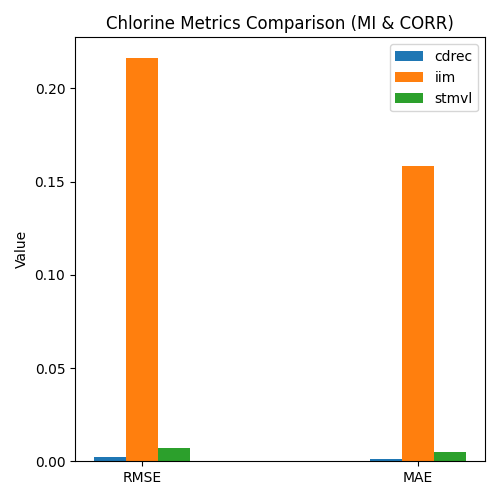 Chlorine Metrics Comparison (MI & CORR)
cdrec
iim
stmvl
Value
0.20
0.15
0.10
0.05
0.00
RMSE
MAE